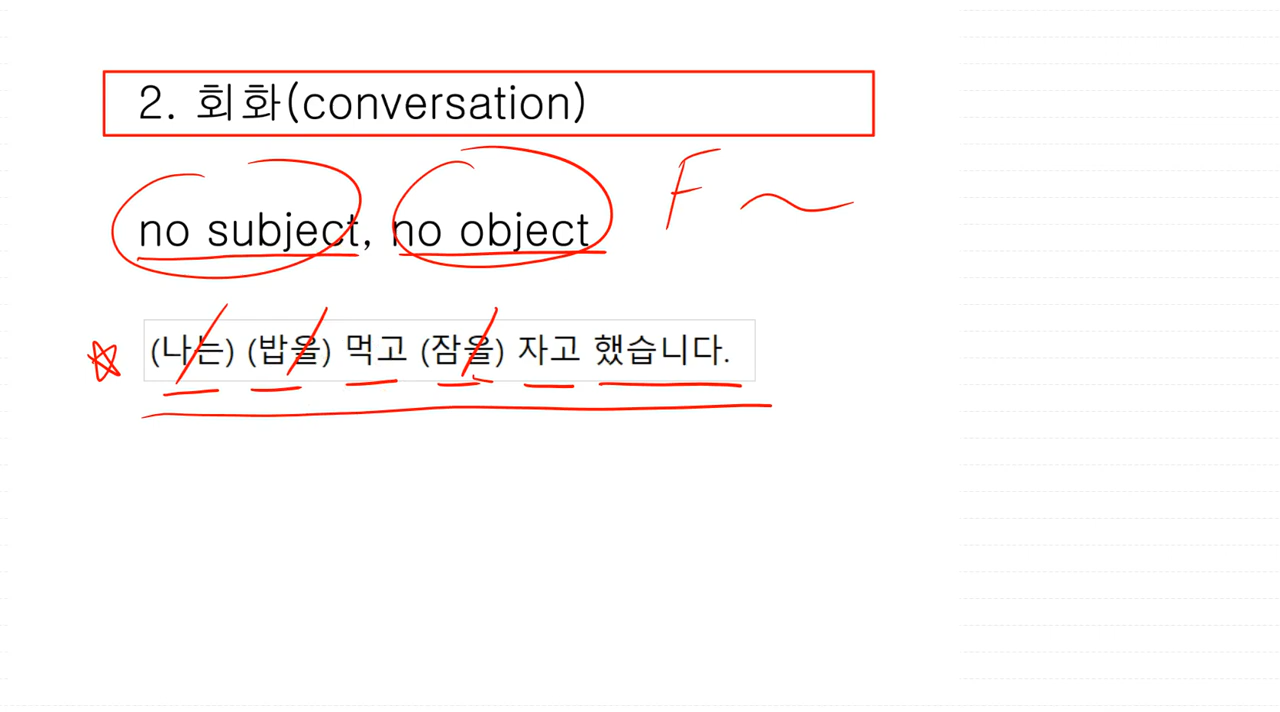 2. 회화(conversation)
no subject, no object F ~
(나는) (밥을) 먹고 (잠을) 자고 했습니다.